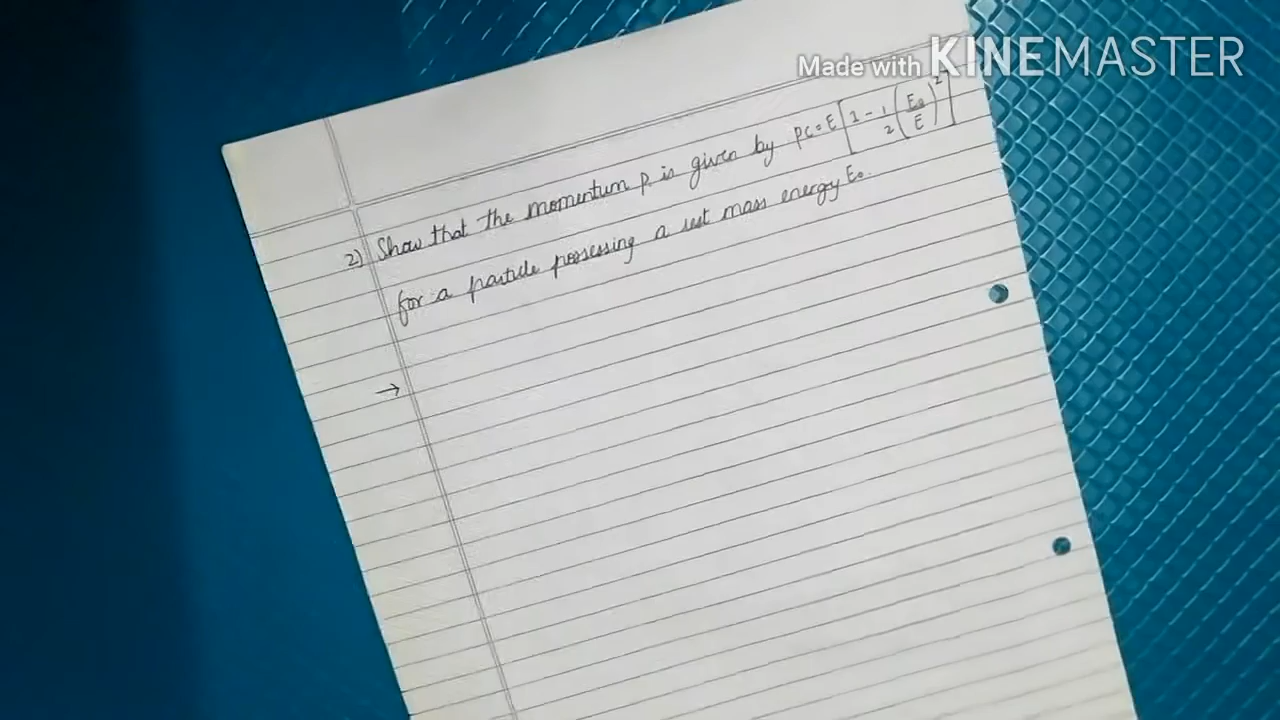 Made with KINEMASTER
2) Show that the momentum p. is given by pc = E [1 - 1/2 (E₀/E)²]
for a particle possessing a rest mass energy E₀.
→